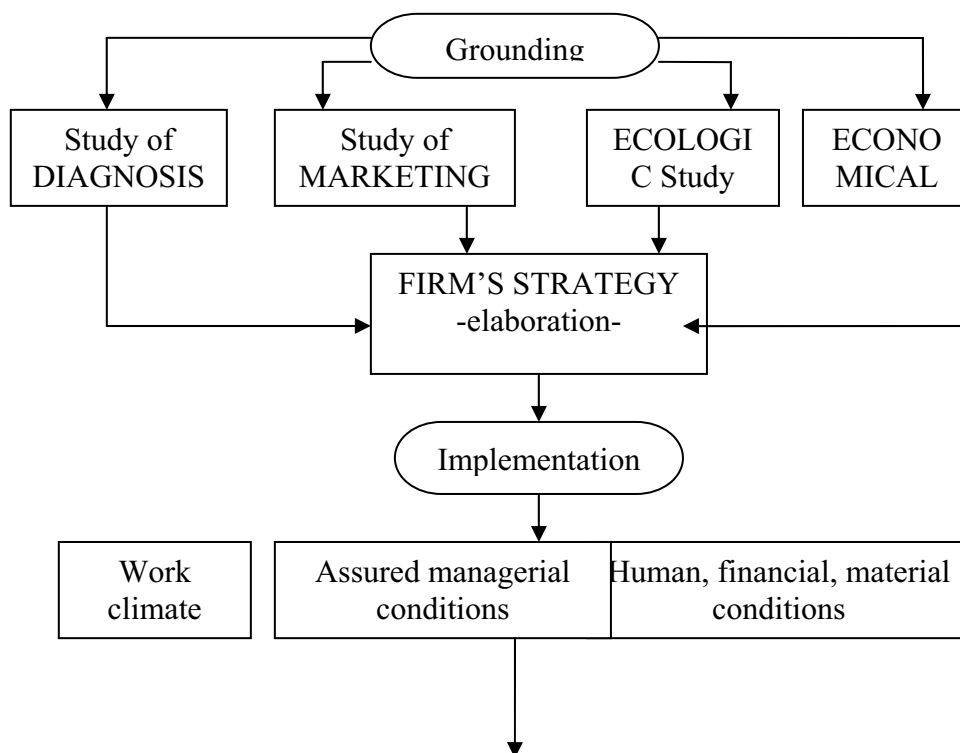 Grounding
Study of
DIAGNOSIS
Study of
MARKETING
ECOLOGI
C Study
ECONO
MICAL
FIRM'S STRATEGY
-elaboration-
Implementation
Work
climate
Assured managerial
conditions
Human, financial, material
conditions